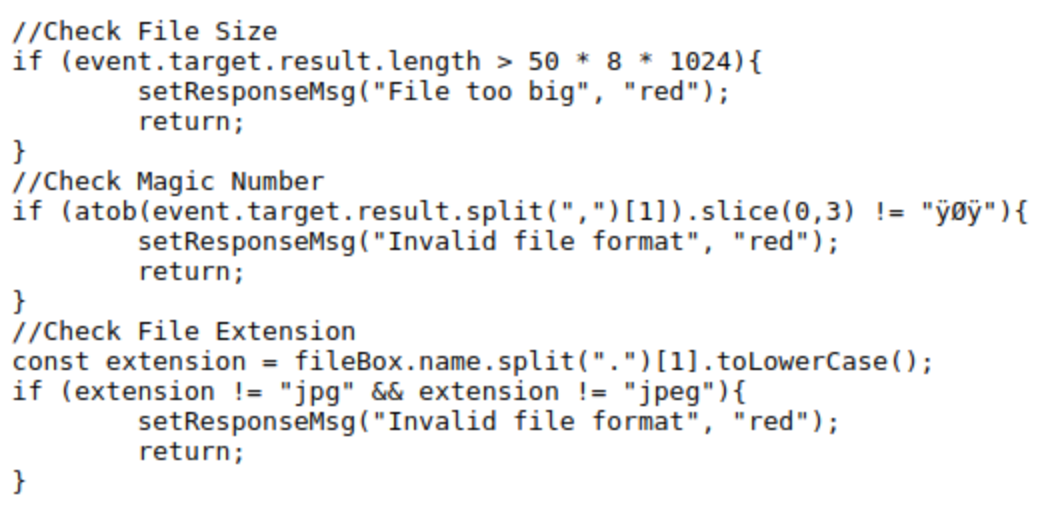 //Check File Size
if (event.target.result.length > 50 * 8 * 1024){
        setResponseMsg("File too big", "red");
        return;
}
//Check Magic Number
if (atob(event.target.result.split(",")[1]).slice(0,3) != "ÿØÿ"){
        setResponseMsg("Invalid file format", "red");
        return;
}
//Check File Extension
const extension = fileBox.name.split(".")[1].toLowerCase();
if (extension != "jpg" && extension != "jpeg"){
        setResponseMsg("Invalid file format", "red");
        return;
}